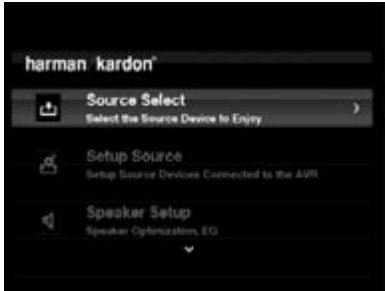 harman/kardon®
Source Select
Select the Source Device to Enjoy
Setup Source
Setup Source Devices Connected to the AVR
Speaker Setup
Speaker Optimization, EQ